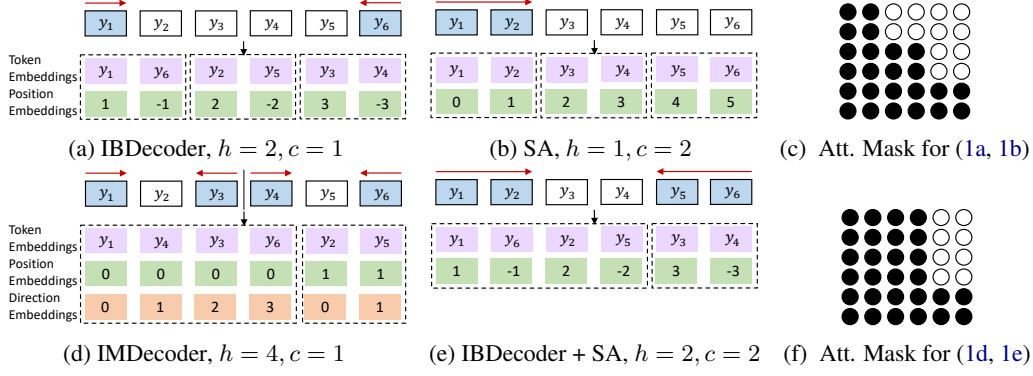 y₁ y₂ y₃ y₄ y₅ y₆
Token Embeddings y₁ y₆ y₂ y₅ y₃ y₄
Position Embeddings 1 -1 2 -2 3 -3
(a) IBDecoder, h = 2, c = 1
y₁ y₂ y₃ y₄ y₅ y₆
y₁ y₂ y₃ y₄ y₅ y₆
0 1 2 3 4 5
(b) SA, h = 1, c = 2
(c) Att. Mask for (1a, 1b)
y₁ y₂ y₃ y₄ y₅ y₆
Token Embeddings y₁ y₄ y₃ y₆ y₂ y₅
Position Embeddings 0 0 0 0 1 1
Direction Embeddings 0 1 2 3 0 1
(d) IMDecoder, h = 4, c = 1
y₁ y₂ y₃ y₄ y₅ y₆
y₁ y₆ y₂ y₅ y₃ y₄
1 -1 2 -2 3 -3
(e) IBDecoder + SA, h = 2, c = 2
(f) Att. Mask for (1d, 1e)